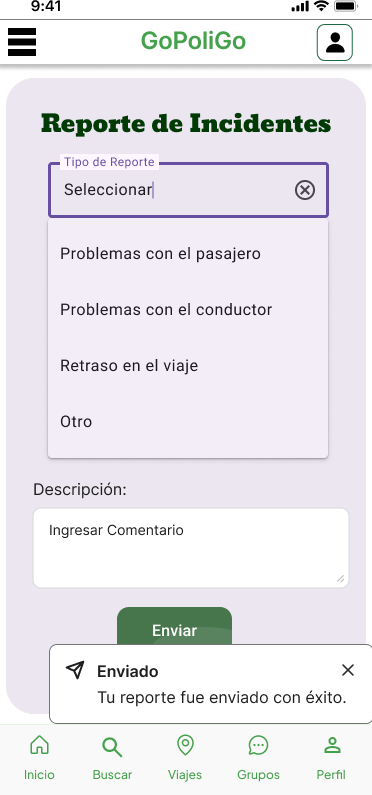 9:41
GoPoliGo
Reporte de Incidentes
Tipo de Reporte
Seleccionar
Problemas con el pasajero
Problemas con el conductor
Retraso en el viaje
Otro
Descripción:
Ingresar Comentario
Enviar
Enviado
Tu reporte fue enviado con éxito.
Inicio Buscar Viajes Grupos Perfil